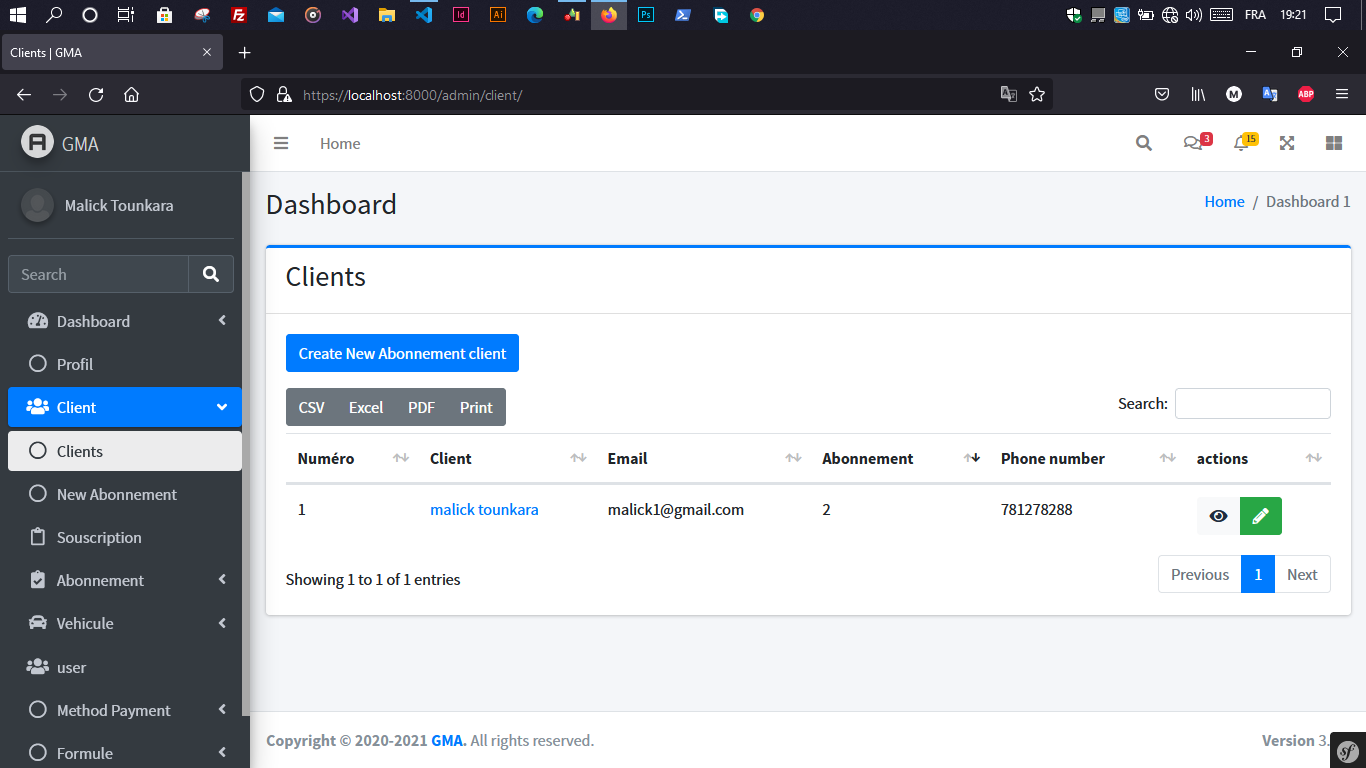 FRA 19:21
Clients | GMA
https://localhost:8000/admin/client/
M
ABP
GMA
Home
3
15
Malick Tounkara
Dashboard
Home / Dashboard 1
Search
Clients
Dashboard
Profil
Create New Abonnement client
Client
CSV Excel PDF Print
Search:
Clients
Numéro Client Email Abonnement Phone number actions
New Abonnement
1 malick tounkara malick1@gmail.com 2 781278288
Souscription
Abonnement
Showing 1 to 1 of 1 entries
Previous 1 Next
Vehicule
user
Method Payment
Formule
Copyright © 2020-2021 GMA. All rights reserved.
Version 3.
sf